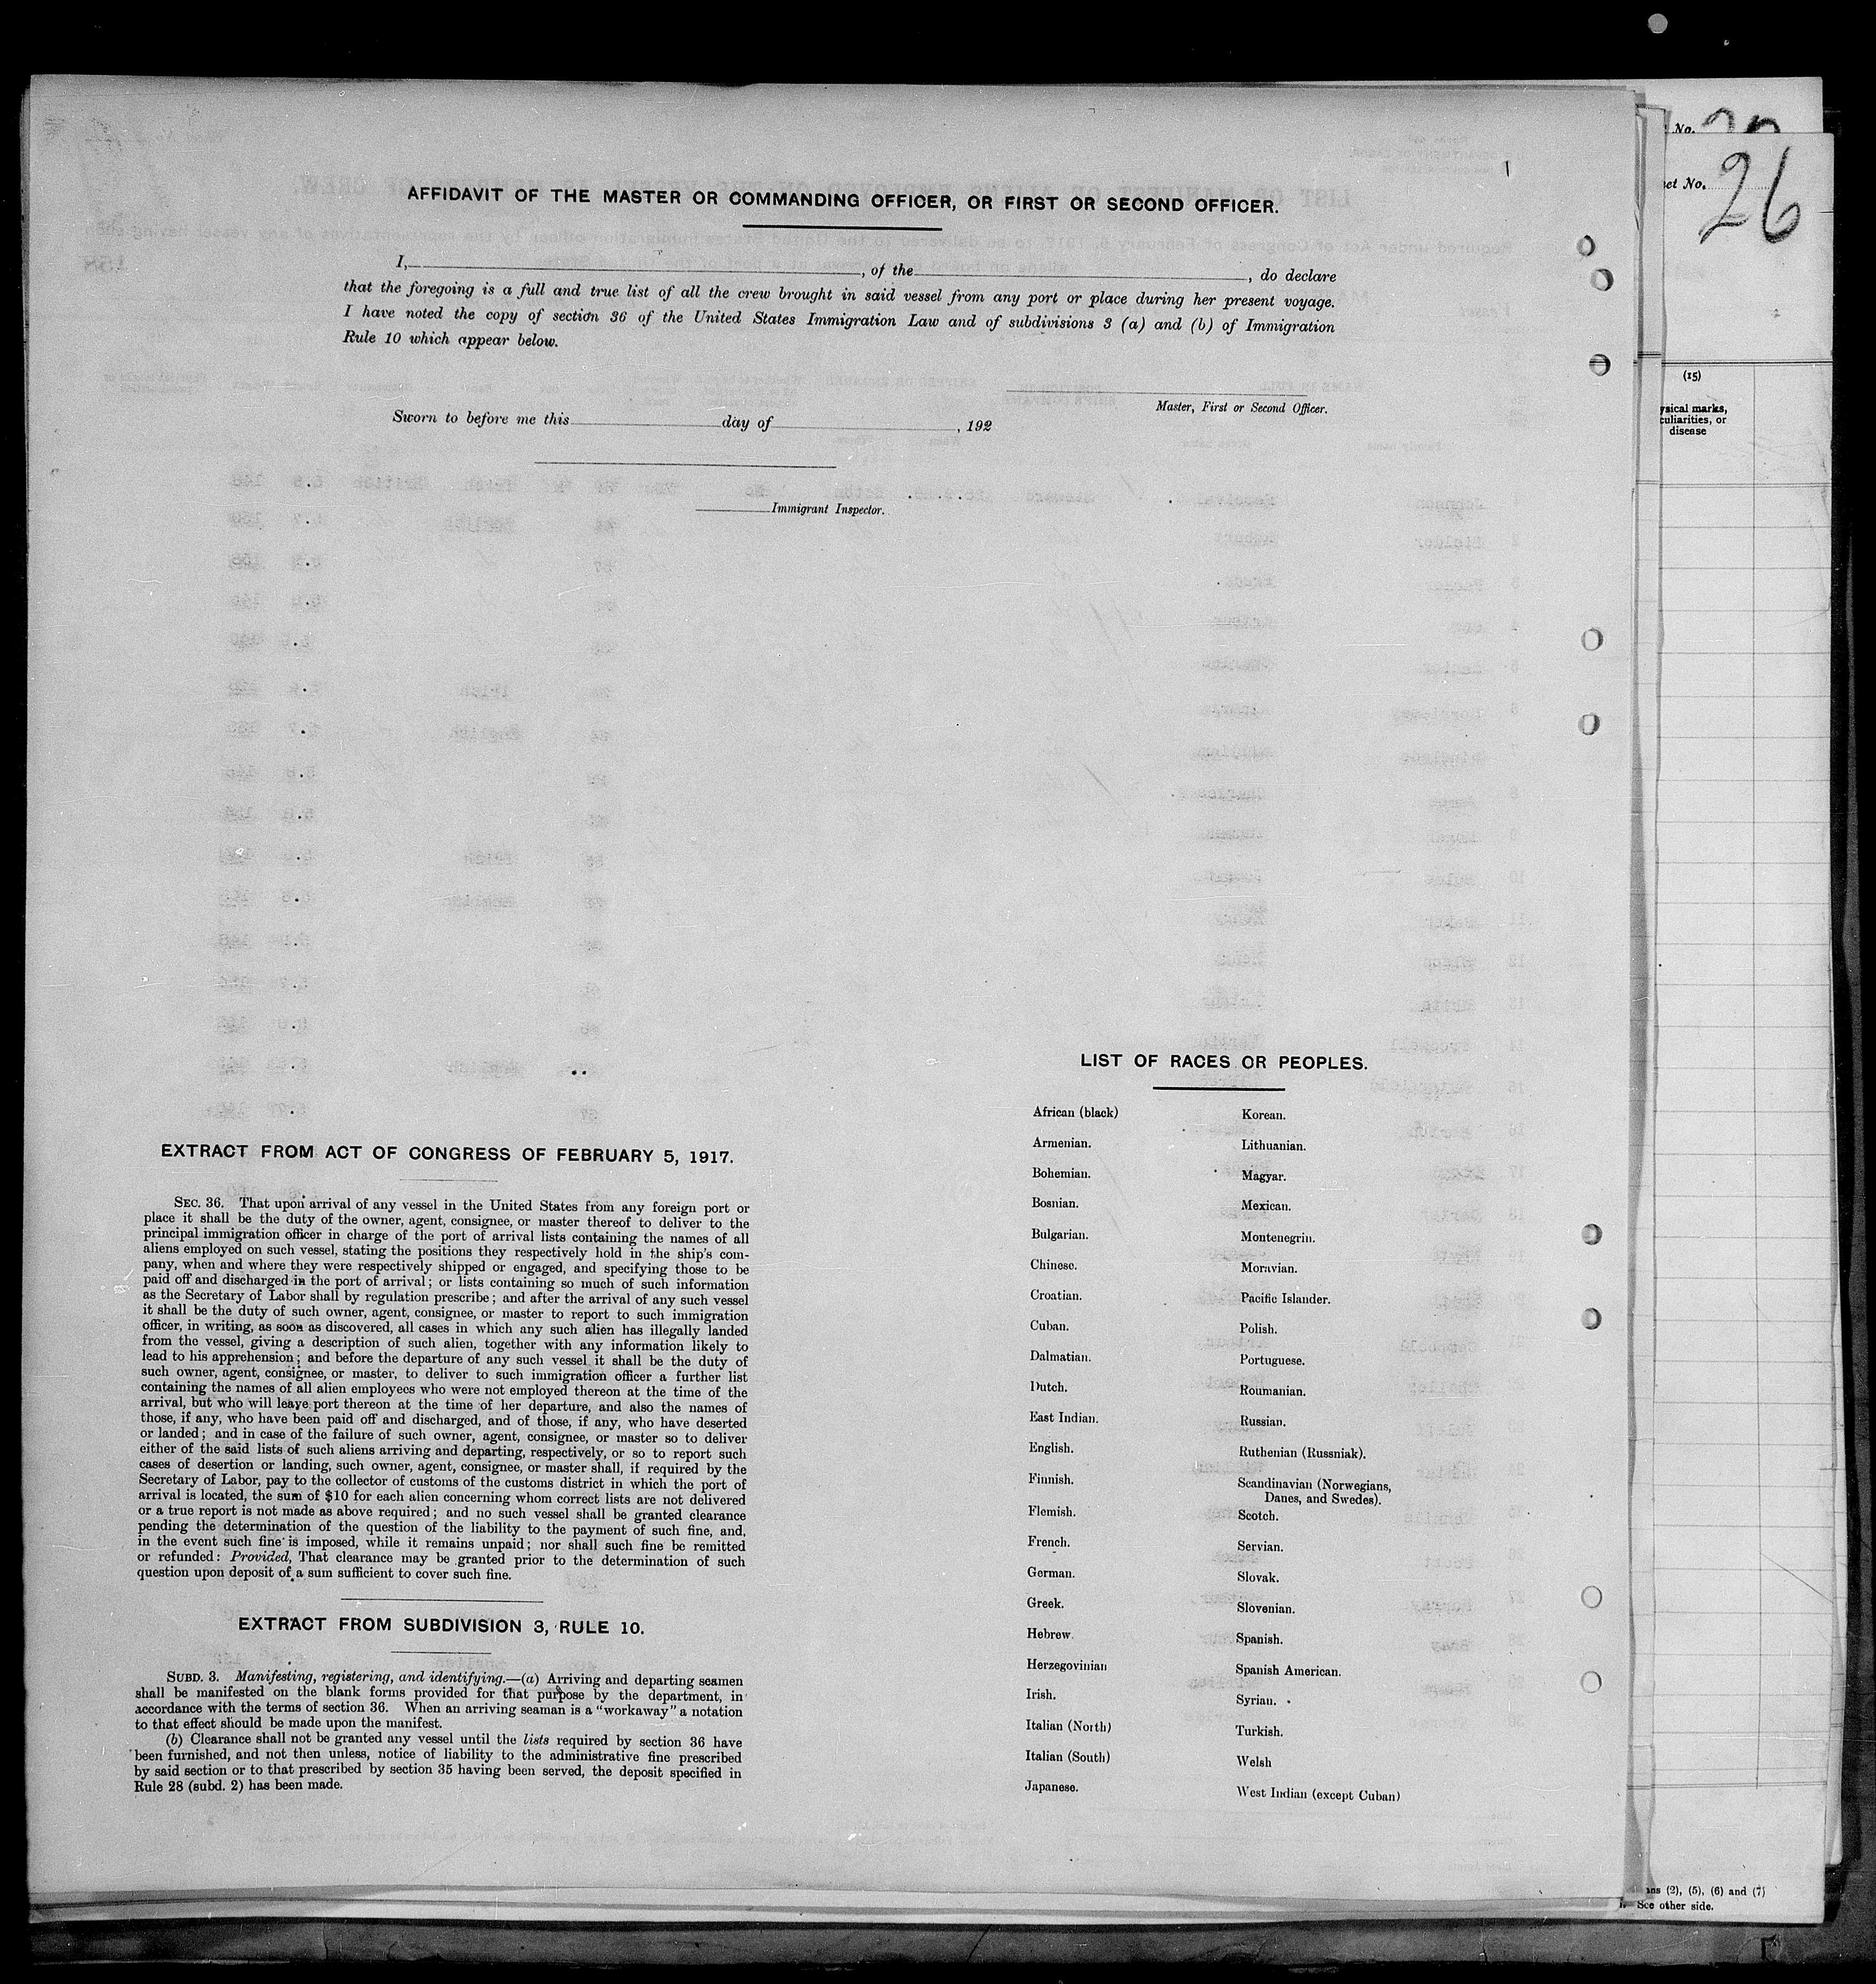 AFFIDAVIT OF THE MASTER OR COMMANDING OFFICER, OR FIRST OR SECOND OFFICER.
I, , of the , do declare
that the foregoing is a full and true list of all the crew brought in said vessel from any port or place during her present voyage.
I have noted the copy of section 36 of the United States Immigration Law and of subdivisions 3 (a) and (b) of Immigration
Rule 10 which appear below.
Master, First or Second Officer.
Sworn to before me this day of , 192
Immigrant Inspector.
EXTRACT FROM ACT OF CONGRESS OF FEBRUARY 5, 1917.
SEC. 36. That upon arrival of any vessel in the United States from any foreign port or
place it shall be the duty of the owner, agent, consignee, or master thereof to deliver to the
principal immigration officer in charge of the port of arrival lists containing the names of all
aliens employed on such vessel, stating the positions they respectively hold in the ship's com-
pany, when and where they were respectively shipped or engaged, and specifying those to be
paid off and discharged in the port of arrival; or lists containing so much of such information
as the Secretary of Labor shall by regulation prescribe; and after the arrival of any such vessel
it shall be the duty of such owner, agent, consignee, or master to report to such immigration
officer, in writing, as soon as discovered, all cases in which any such alien has illegally landed
from the vessel, giving a description of such alien, together with any information likely to
lead to his apprehension; and before the departure of any such vessel it shall be the duty of
such owner, agent, consignee, or master, to deliver to such immigration officer a further list
containing the names of all alien employees who were not employed thereon at the time of the
arrival, but who will leave port thereon at the time of her departure, and also the names of
those, if any, who have been paid off and discharged, and of those, if any, who have deserted
or landed; and in case of the failure of such owner, agent, consignee, or master so to deliver
either of the said lists of such aliens arriving and departing, respectively, or so to report such
cases of desertion or landing, such owner, agent, consignee, or master shall, if required by the
Secretary of Labor, pay to the collector of customs of the customs district in which the port of
arrival is located, the sum of $10 for each alien concerning whom correct lists are not delivered
or a true report is not made as above required; and no such vessel shall be granted clearance
pending the determination of the question of the liability to the payment of such fine, and,
in the event such fine is imposed, while it remains unpaid; nor shall such fine be remitted
or refunded: Provided, That clearance may be granted prior to the determination of such
question upon deposit of a sum sufficient to cover such fine.
EXTRACT FROM SUBDIVISION 3, RULE 10.
SUBD. 3. Manifesting, registering, and identifying.—(a) Arriving and departing seamen
shall be manifested on the blank forms provided for that purpose by the department, in
accordance with the terms of section 36. When an arriving seaman is a "workaway" a notation
to that effect should be made upon the manifest.
(b) Clearance shall not be granted any vessel until the lists required by section 36 have
been furnished, and not then unless, notice of liability to the administrative fine prescribed
by said section or to that prescribed by section 35 having been served, the deposit specified in
Rule 28 (subd. 2) has been made.
LIST OF RACES OR PEOPLES.
African (black)
Armenian.
Bohemian.
Bosnian.
Bulgarian.
Chinese.
Croatian.
Cuban.
Dalmatian.
Dutch.
East Indian.
English.
Finnish.
Flemish.
French.
German.
Greek.
Hebrew.
Herzegovinian
Irish.
Italian (North)
Italian (South)
Japanese.
Korean.
Lithuanian.
Magyar.
Mexican.
Montenegrin.
Moravian.
Pacific Islander.
Polish.
Portuguese.
Roumanian.
Russian.
Ruthenian (Russniak).
Scandinavian (Norwegians,
Danes, and Swedes).
Scotch.
Servian.
Slovak.
Slovenian.
Spanish.
Spanish American.
Syrian.
Turkish.
Welsh
West Indian (except Cuban)
No.
et No. 26
(15)
ysical marks,
culiarities, or
disease
ns (2), (5), (6) and (7)
See other side.